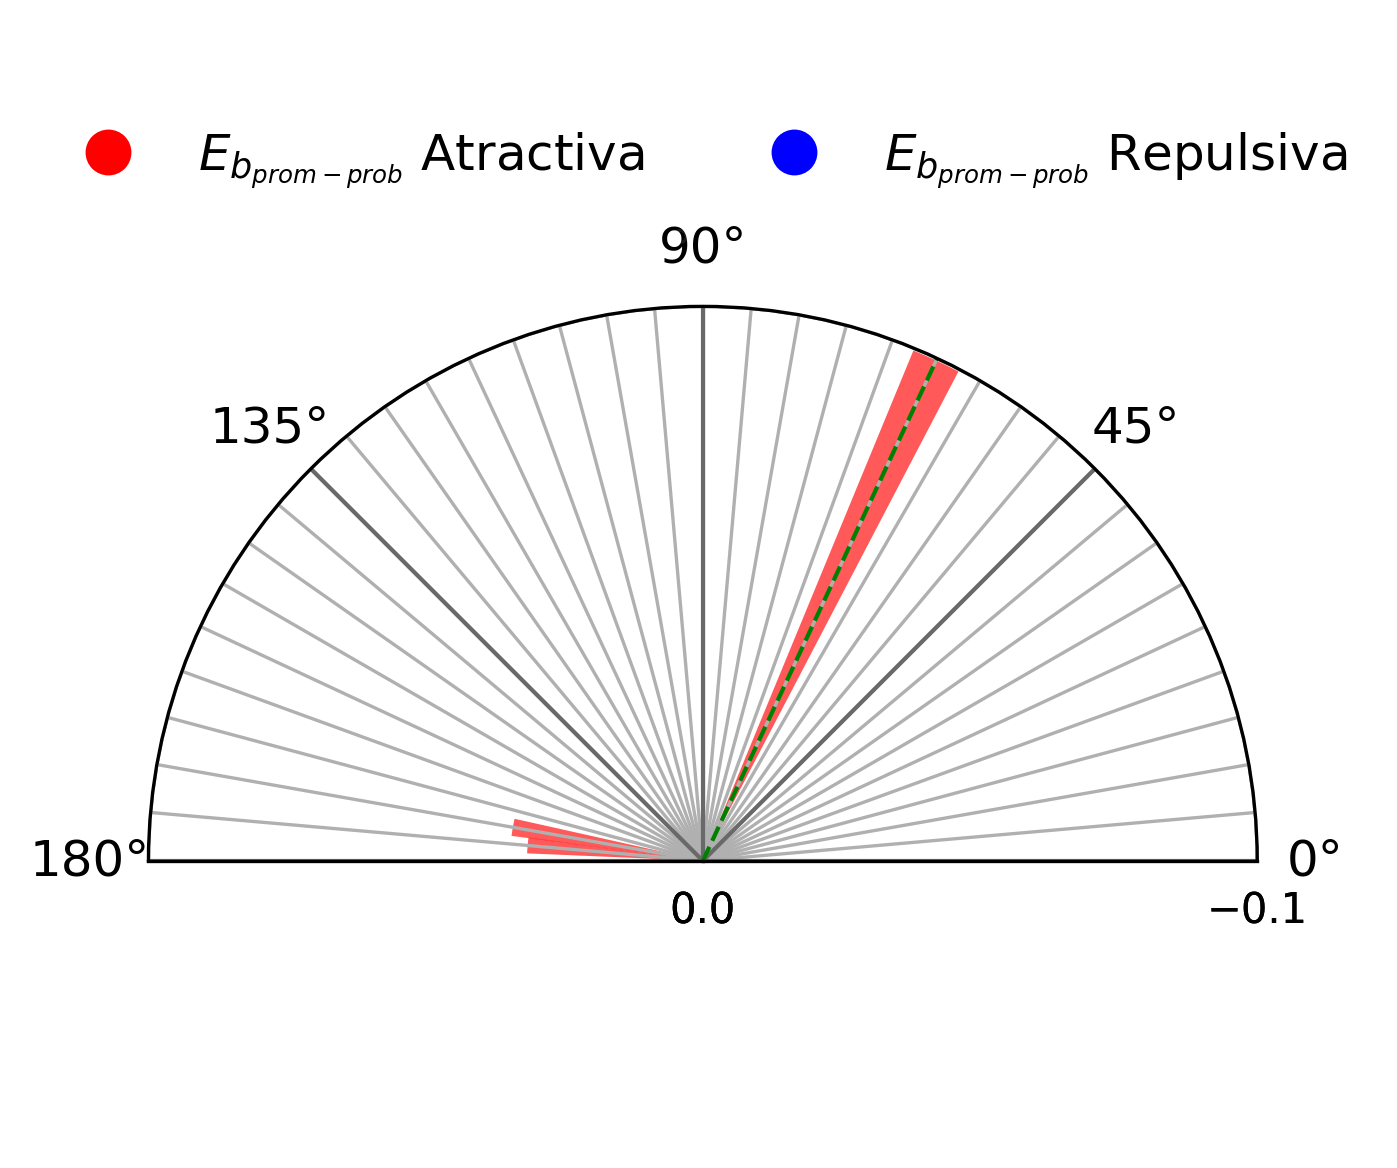 E_{b_{prom−prob}} Atractiva E_{b_{prom−prob}} Repulsiva
90°
135° 45°
180° 0°
0.0 −0.1